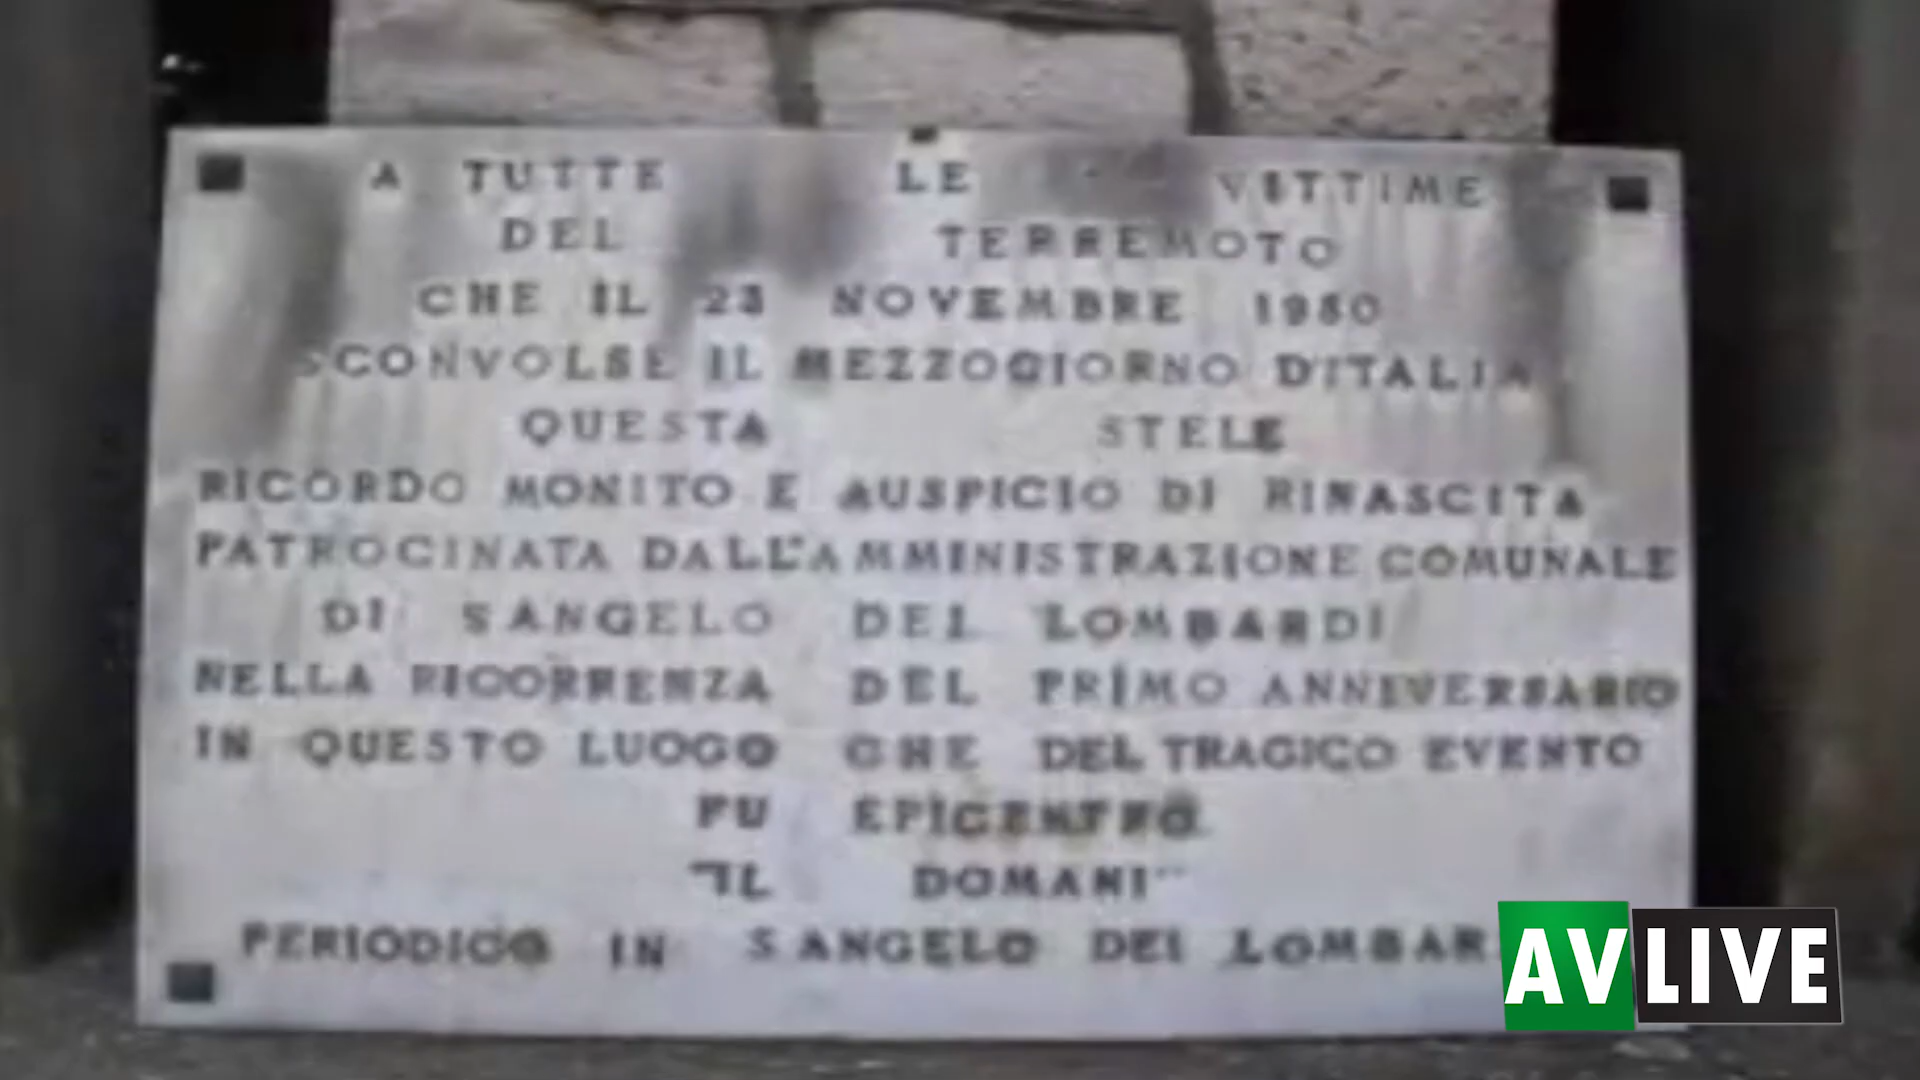 A TUTTE LE VITTIME
DEL TERREMOTO
CHE IL 23 NOVEMBRE 1980
SCONVOLSE IL MEZZOGIORNO D'ITALIA
QUESTA STELE
RICORDO MONITO E AUSPICIO DI RINASCITA
PATROCINATA DALL'AMMINISTRAZIONE COMUNALE
DI S ANGELO DEI LOMBARDI
NELLA RICORRENZA DEL PRIMO ANNIVERSARIO
IN QUESTO LUOGO CHE DEL TRAGICO EVENTO
FU EPICENTRO
"IL DOMANI"
PERIODICO IN S ANGELO DEI LOMBAR
AVLIVE